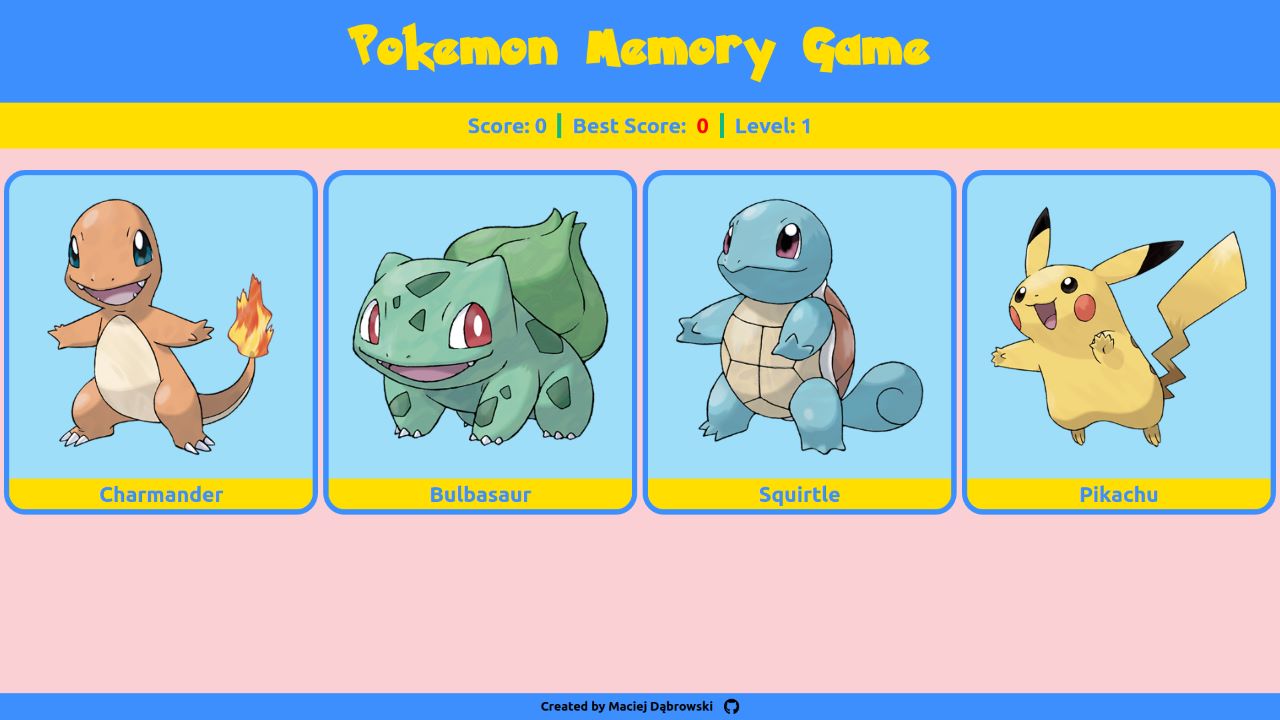 Pokemon Memory Game
Score: 0 Best Score: 0 Level: 1
Charmander
Bulbasaur
Squirtle
Pikachu
Created by Maciej Dąbrowski